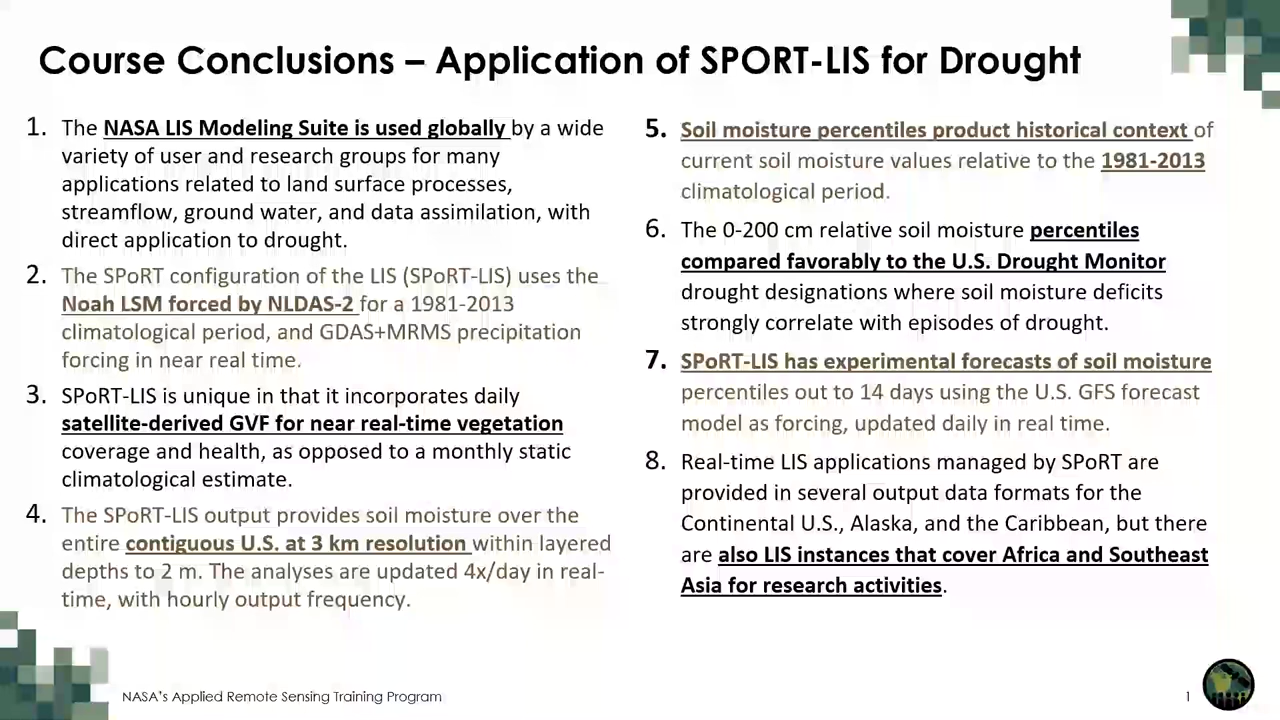 Course Conclusions – Application of SPORT-LIS for Drought
1. The NASA LIS Modeling Suite is used globally by a wide
variety of user and research groups for many
applications related to land surface processes,
streamflow, ground water, and data assimilation, with
direct application to drought.
2. The SPoRT configuration of the LIS (SPoRT-LIS) uses the
Noah LSM forced by NLDAS-2 for a 1981-2013
climatological period, and GDAS+MRMS precipitation
forcing in near real time.
3. SPoRT-LIS is unique in that it incorporates daily
satellite-derived GVF for near real-time vegetation
coverage and health, as opposed to a monthly static
climatological estimate.
4. The SPoRT-LIS output provides soil moisture over the
entire contiguous U.S. at 3 km resolution within layered
depths to 2 m. The analyses are updated 4x/day in real-
time, with hourly output frequency.
5. Soil moisture percentiles product historical context of
current soil moisture values relative to the 1981-2013
climatological period.
6. The 0-200 cm relative soil moisture percentiles
compared favorably to the U.S. Drought Monitor
drought designations where soil moisture deficits
strongly correlate with episodes of drought.
7. SPoRT-LIS has experimental forecasts of soil moisture
percentiles out to 14 days using the U.S. GFS forecast
model as forcing, updated daily in real time.
8. Real-time LIS applications managed by SPoRT are
provided in several output data formats for the
Continental U.S., Alaska, and the Caribbean, but there
are also LIS instances that cover Africa and Southeast
Asia for research activities.
NASA's Applied Remote Sensing Training Program
1